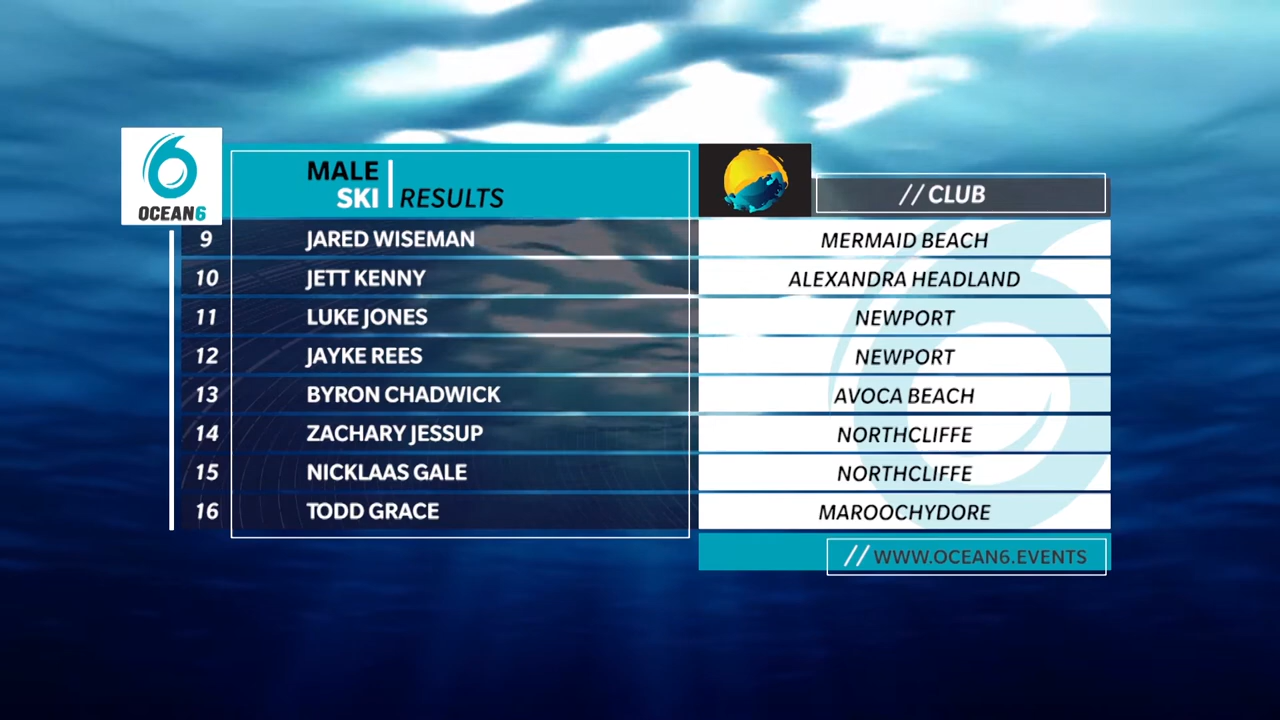 OCEAN6
MALE
SKI RESULTS
// CLUB
9 JARED WISEMAN MERMAID BEACH
10 JETT KENNY ALEXANDRA HEADLAND
11 LUKE JONES NEWPORT
12 JAYKE REES NEWPORT
13 BYRON CHADWICK AVOCA BEACH
14 ZACHARY JESSUP NORTHCLIFFE
15 NICKLAAS GALE NORTHCLIFFE
16 TODD GRACE MAROOCHYDORE
// WWW.OCEAN6.EVENTS